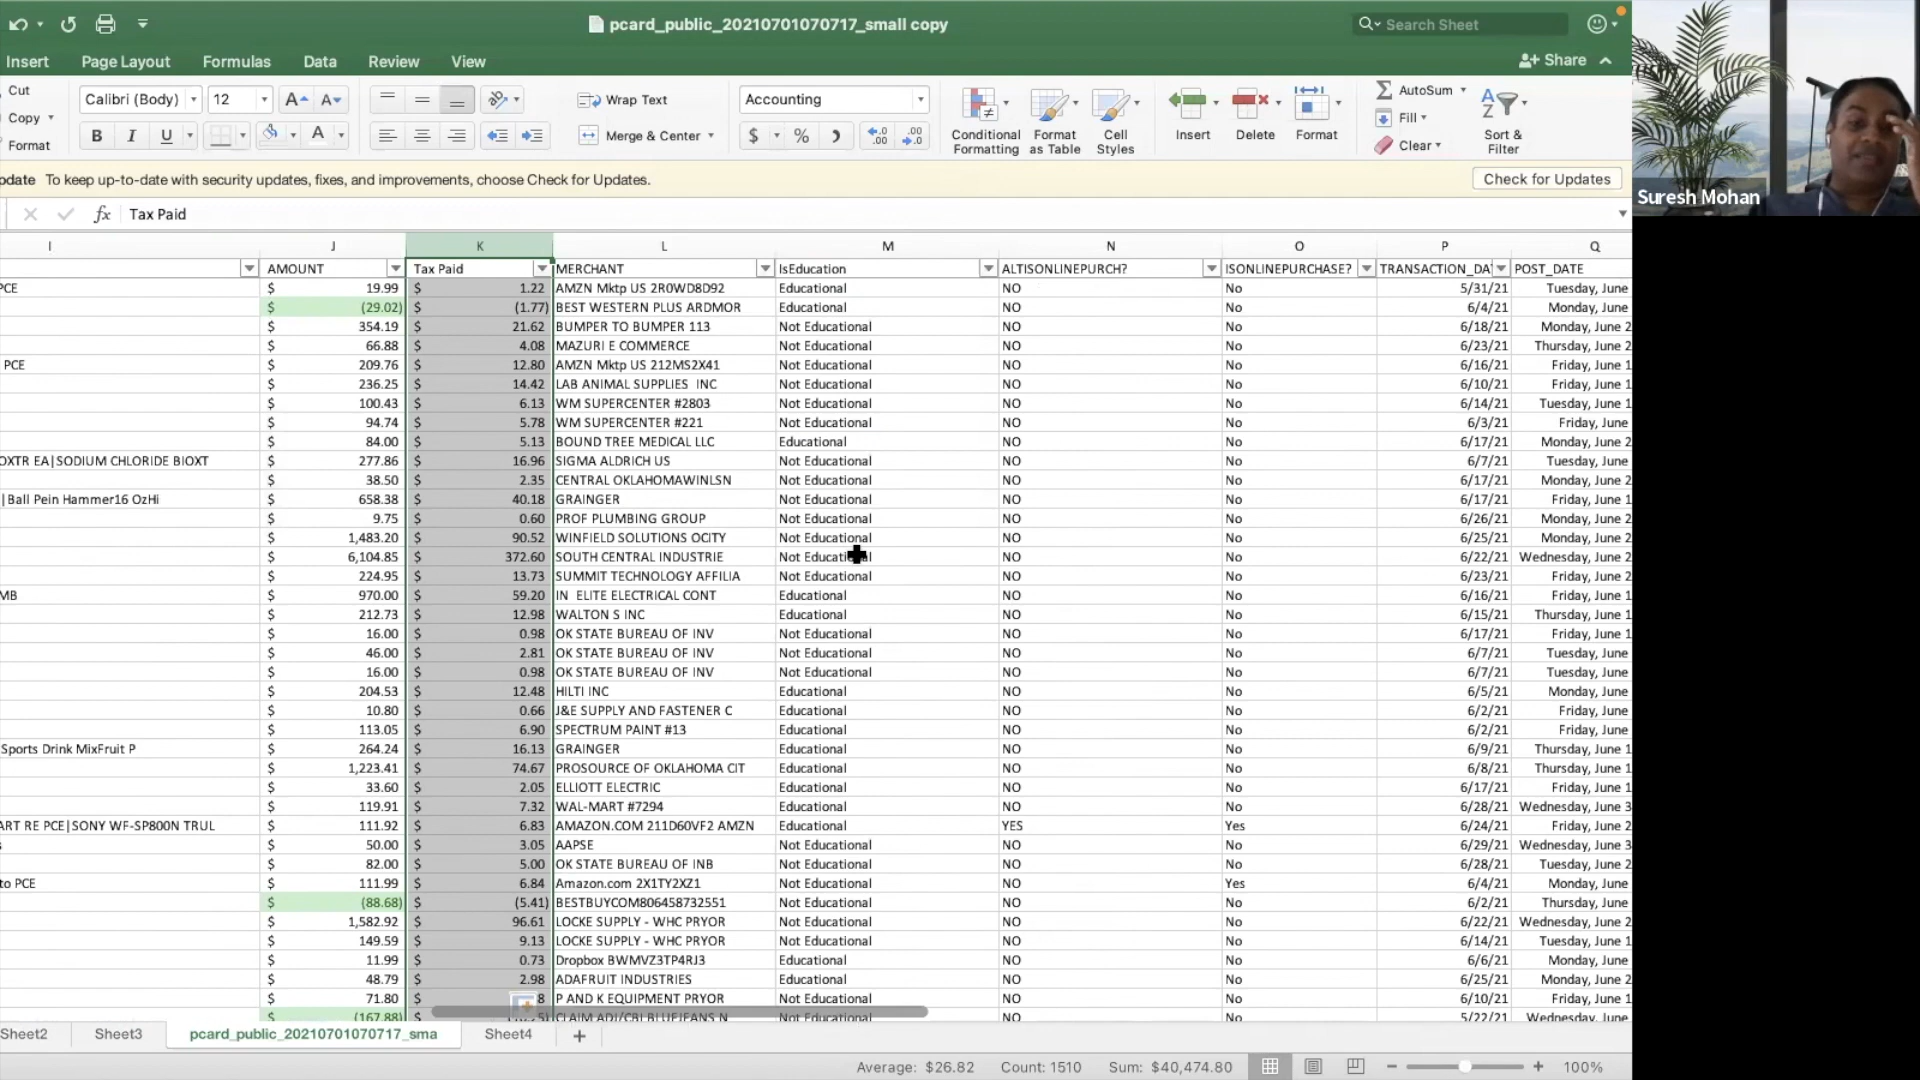 pcard_public_20210701070717_small copy
Search Sheet
Insert Page Layout Formulas Data Review View
Share
Cut
Copy
Format
Calibri (Body) 12
Wrap Text
Merge & Center
Accounting
Conditional Formatting
Format as Table
Cell Styles
Insert
Delete
Format
AutoSum
Fill
Clear
Sort & Filter
pdate To keep up-to-date with security updates, fixes, and improvements, choose Check for Updates.
Check for Updates
Suresh Mohan
fx Tax Paid
I J K L M N O P Q
AMOUNT Tax Paid MERCHANT IsEducation ALTISONLINEPURCH? ISONLINEPURCHASE? TRANSACTION_DA POST_DATE
PCE $ 19.99 $ 1.22 AMZN Mktp US 2R0WD8D92 Educational NO No 5/31/21 Tuesday, June
$ (29.02) $ (1.77) BEST WESTERN PLUS ARDMOR Educational NO No 6/4/21 Monday, June
$ 354.19 $ 21.62 BUMPER TO BUMPER 113 Not Educational NO No 6/18/21 Monday, June 2
$ 66.88 $ 4.08 MAZURI E COMMERCE Not Educational NO No 6/23/21 Thursday, June 2
PCE $ 209.76 $ 12.80 AMZN Mktp US 212MS2X41 Not Educational NO No 6/16/21 Friday, June 1
$ 236.25 $ 14.42 LAB ANIMAL SUPPLIES INC Not Educational NO No 6/10/21 Friday, June 1
$ 100.43 $ 6.13 WM SUPERCENTER #2803 Not Educational NO No 6/14/21 Tuesday, June 1
$ 94.74 $ 5.78 WM SUPERCENTER #221 Not Educational NO No 6/3/21 Friday, June
$ 84.00 $ 5.13 BOUND TREE MEDICAL LLC Educational NO No 6/17/21 Monday, June 2
OXTR EA|SODIUM CHLORIDE BIOXT $ 277.86 $ 16.96 SIGMA ALDRICH US Not Educational NO No 6/7/21 Tuesday, June
$ 38.50 $ 2.35 CENTRAL OKLAHOMAWINLSN Not Educational NO No 6/17/21 Monday, June 2
|Ball Pein Hammer16 OzHi $ 658.38 $ 40.18 GRAINGER Not Educational NO No 6/17/21 Friday, June 1
$ 9.75 $ 0.60 PROF PLUMBING GROUP Not Educational NO No 6/26/21 Monday, June 2
$ 1,483.20 $ 90.52 WINFIELD SOLUTIONS OCITY Not Educational NO No 6/25/21 Monday, June 2
$ 6,104.85 $ 372.60 SOUTH CENTRAL INDUSTRIE Not Educational NO No 6/22/21 Wednesday, June 2
$ 224.95 $ 13.73 SUMMIT TECHNOLOGY AFFILIA Not Educational NO No 6/23/21 Friday, June 2
MB $ 970.00 $ 59.20 IN ELITE ELECTRICAL CONT Educational NO No 6/16/21 Friday, June 1
$ 212.73 $ 12.98 WALTON S INC Educational NO No 6/15/21 Thursday, June 1
$ 16.00 $ 0.98 OK STATE BUREAU OF INV Not Educational NO No 6/17/21 Friday, June 1
$ 46.00 $ 2.81 OK STATE BUREAU OF INV Not Educational NO No 6/7/21 Tuesday, June
$ 16.00 $ 0.98 OK STATE BUREAU OF INV Not Educational NO No 6/7/21 Tuesday, June
$ 204.53 $ 12.48 HILTI INC Educational NO No 6/5/21 Monday, June
$ 10.80 $ 0.66 J&E SUPPLY AND FASTENER C Educational NO No 6/2/21 Friday, June
$ 113.05 $ 6.90 SPECTRUM PAINT #13 Educational NO No 6/2/21 Friday, June
Sports Drink MixFruit P $ 264.24 $ 16.13 GRAINGER Educational NO No 6/9/21 Thursday, June 1
$ 1,223.41 $ 74.67 PROSOURCE OF OKLAHOMA CIT Educational NO No 6/8/21 Thursday, June 1
$ 33.60 $ 2.05 ELLIOTT ELECTRIC Educational NO No 6/17/21 Friday, June 1
$ 119.91 $ 7.32 WAL-MART #7294 Educational NO No 6/28/21 Wednesday, June 3
ART RE PCE|SONY WF-SP800N TRUL $ 111.92 $ 6.83 AMAZON.COM 211D60VF2 AMZN Educational YES Yes 6/24/21 Friday, June 2
s $ 50.00 $ 3.05 AAPSE Not Educational NO No 6/29/21 Wednesday, June 3
$ 82.00 $ 5.00 OK STATE BUREAU OF INB Not Educational NO No 6/28/21 Tuesday, June 2
to PCE $ 111.99 $ 6.84 Amazon.com 2X1TY2XZ1 Not Educational NO Yes 6/4/21 Monday, June
$ (88.68) $ (5.41) BESTBUYCOM806458732551 Not Educational NO No 6/2/21 Thursday, June
$ 1,582.92 $ 96.61 LOCKE SUPPLY - WHC PRYOR Not Educational NO No 6/22/21 Wednesday, June 2
$ 149.59 $ 9.13 LOCKE SUPPLY - WHC PRYOR Not Educational NO No 6/14/21 Tuesday, June 1
$ 11.99 $ 0.73 Dropbox BWMVZ3TP4RJ3 Educational NO No 6/6/21 Monday, June
$ 48.79 $ 2.98 ADAFRUIT INDUSTRIES Educational NO No 6/25/21 Monday, June 2
$ 71.80 $ 8 P AND K EQUIPMENT PRYOR Not Educational NO No 6/10/21 Friday, June 1
$ (167.88) NO No 5/22/21 Wednesday, June
Sheet2 Sheet3 pcard_public_20210701070717_sma Sheet4 +
Average: $26.82 Count: 1510 Sum: $40,474.80 100%